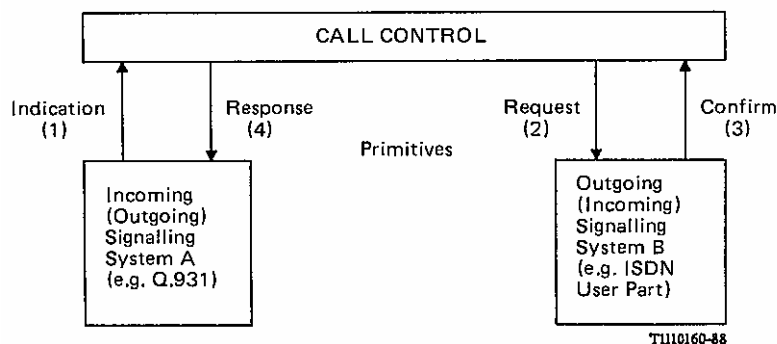 CALL CONTROL
Indication
(1)
Response
(4)
Request
(2)
Confirm
(3)
Primitives
Incoming
(Outgoing)
Signalling
System A
(e.g. Q.931)
Outgoing
(Incoming)
Signalling
System B
(e.g. ISDN
User Part)
T1110160-88